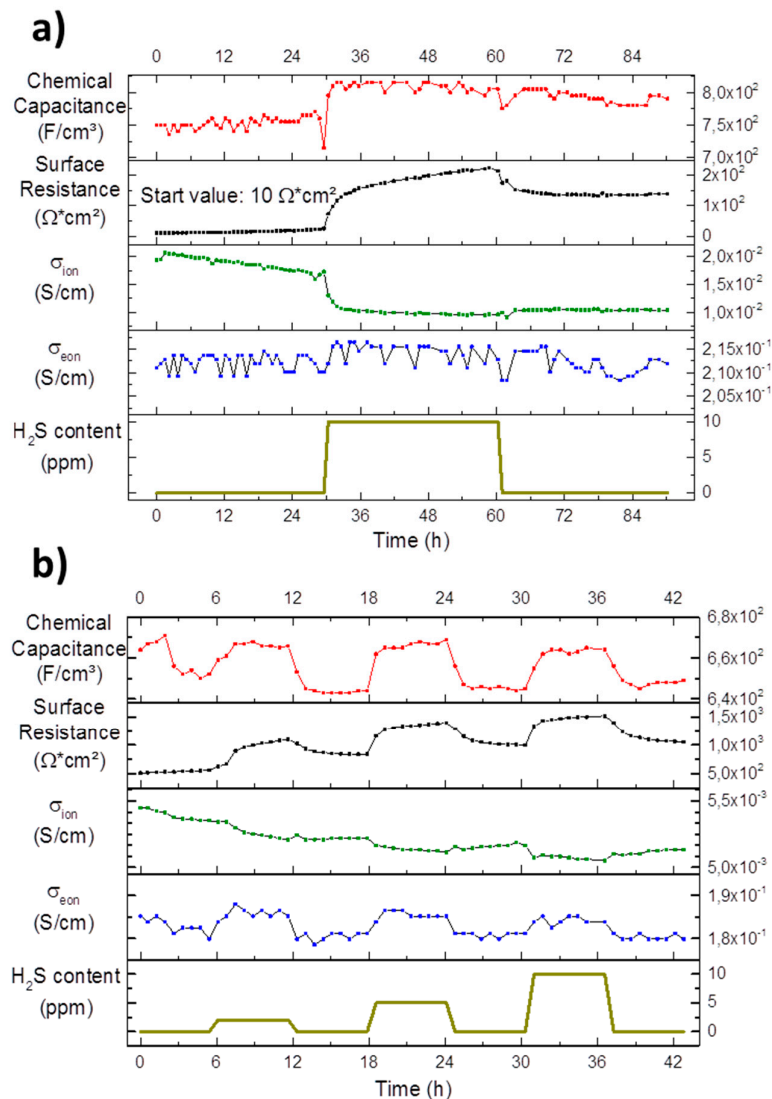 a)
0 12 24 36 48 60 72 84
Chemical
Capacitance
(F/cm³)
8,0x10²
7,5x10²
7,0x10²
Surface
Resistance
(Ω*cm²)
Start value: 10 Ω*cm²
2x10²
1x10²
0
σion
(S/cm)
2,0x10⁻²
1,5x10⁻²
1,0x10⁻²
σeon
(S/cm)
2,15x10⁻¹
2,10x10⁻¹
2,05x10⁻¹
H₂S content
(ppm)
10
5
0
0 12 24 36 48 60 72 84
Time (h)
b)
0 6 12 18 24 30 36 42
Chemical
Capacitance
(F/cm³)
6,8x10²
6,6x10²
6,4x10²
Surface
Resistance
(Ω*cm²)
1,5x10³
1,0x10³
5,0x10²
σion
(S/cm)
5,5x10⁻³
5,0x10⁻³
σeon
(S/cm)
1,9x10⁻¹
1,8x10⁻¹
H₂S content
(ppm)
10
5
0
0 6 12 18 24 30 36 42
Time (h)